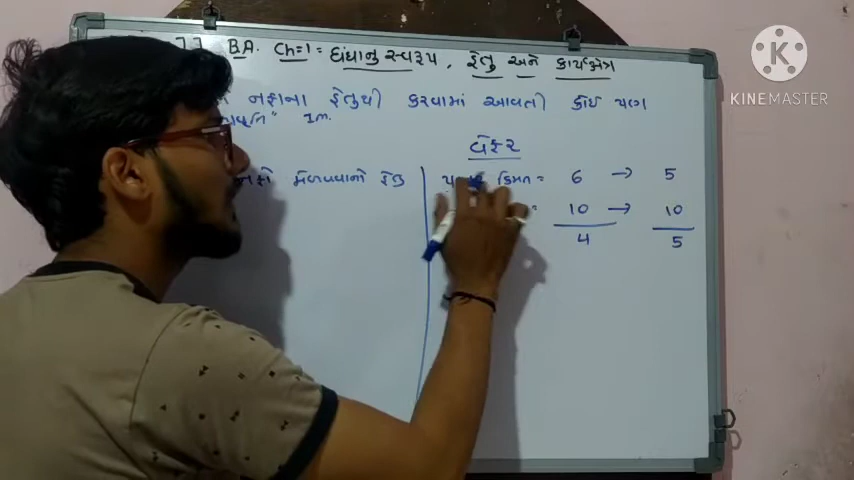 BA. Ch=1 = ધંધાનુ સ્વરૂપ, હેતુ અને કાર્યક્ષેત્ર
નફાના હેતુથી કરવામાં આવતી કોઈ પણ
1m.
વેફર
મેળવવાનો હેતુ
કિંમત = 6 → 5
= 10 → 10
4 5
K
KINEMASTER